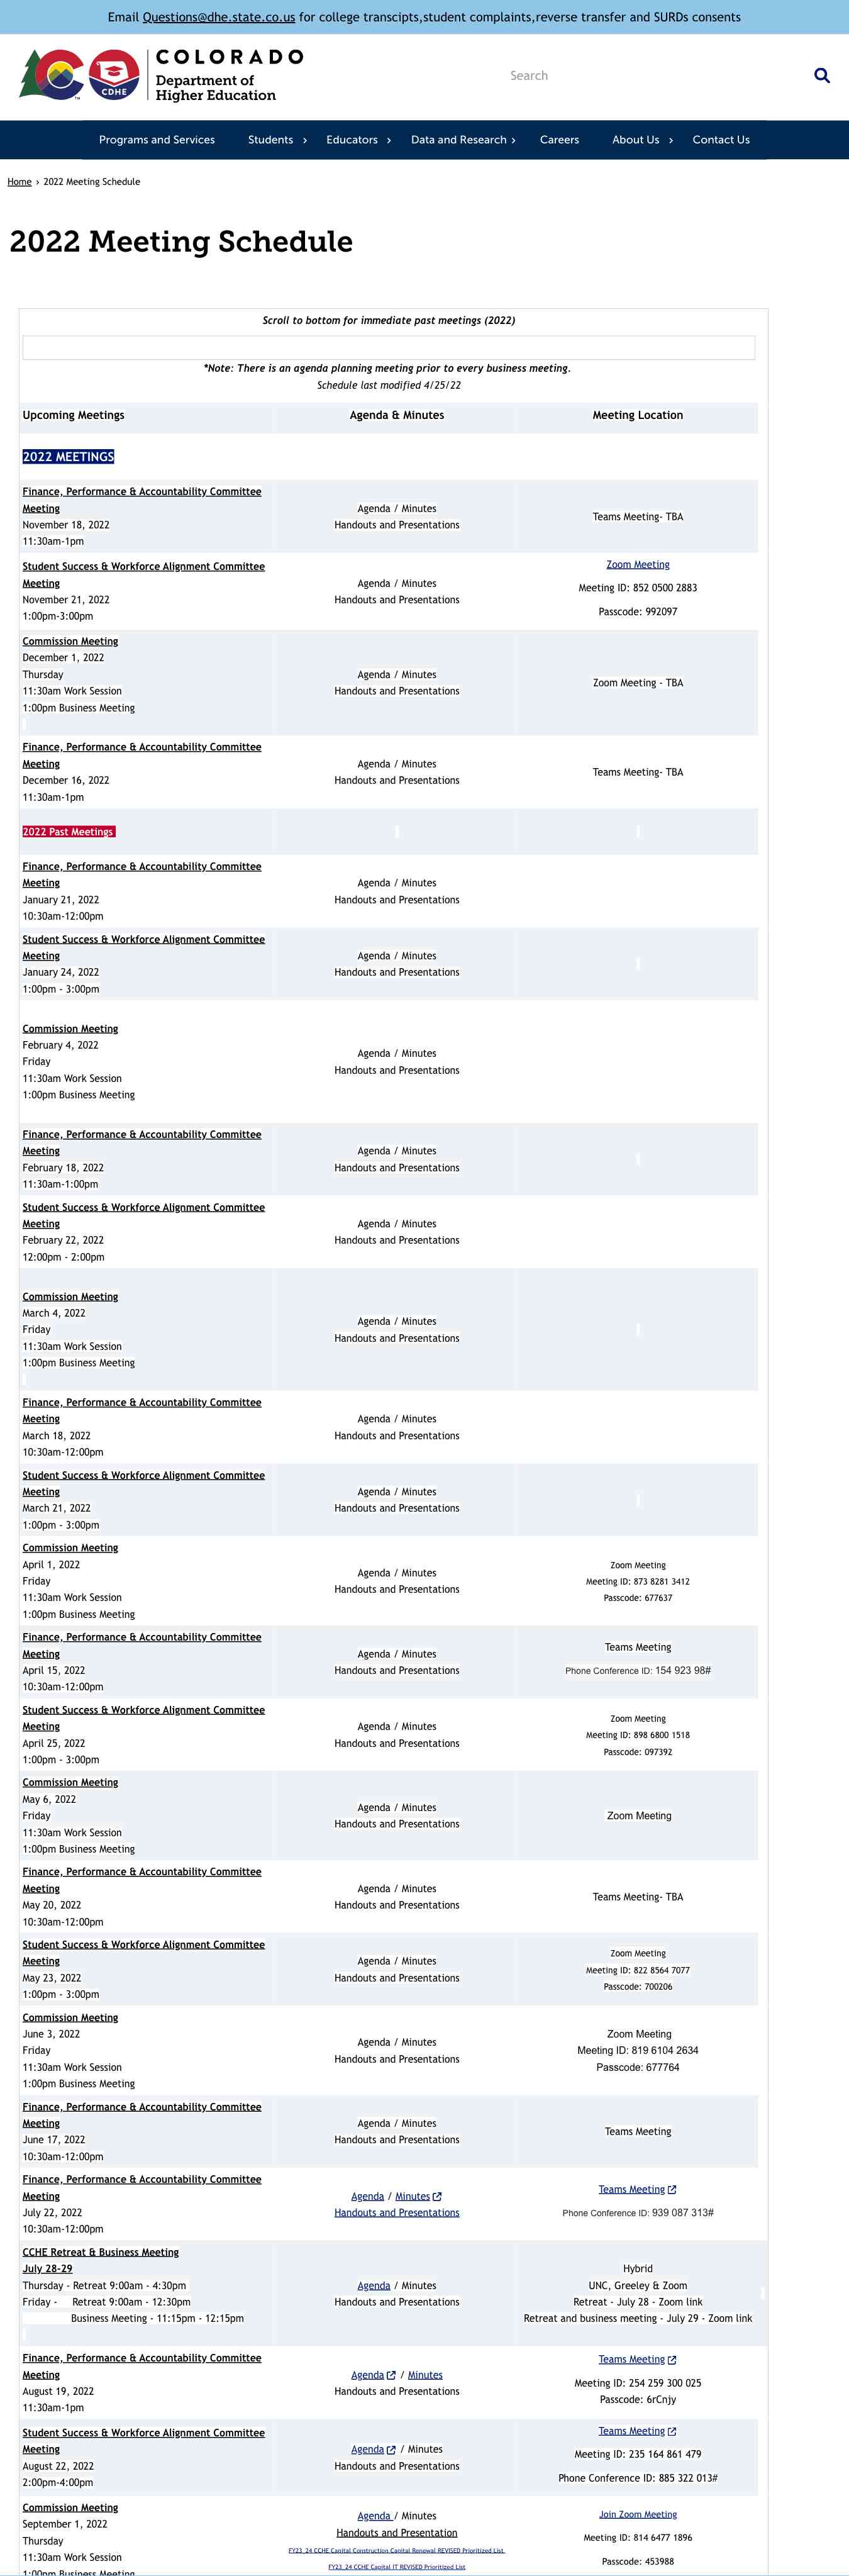 Email Questions@dhe.state.co.us for college transcipts,student complaints,reverse transfer and SURDs consents
COLORADO
Department of
Higher Education
CDHE
Search
Programs and Services Students Educators Data and Research Careers About Us Contact Us
Home › 2022 Meeting Schedule
2022 Meeting Schedule
Scroll to bottom for immediate past meetings (2022)
*Note: There is an agenda planning meeting prior to every business meeting.
Schedule last modified 4/25/22
Upcoming Meetings Agenda & Minutes Meeting Location
2022 MEETINGS
Finance, Performance & Accountability Committee
Meeting
November 18, 2022
11:30am-1pm
Agenda / Minutes
Handouts and Presentations
Teams Meeting- TBA
Student Success & Workforce Alignment Committee
Meeting
November 21, 2022
1:00pm-3:00pm
Agenda / Minutes
Handouts and Presentations
Zoom Meeting
Meeting ID: 852 0500 2883
Passcode: 992097
Commission Meeting
December 1, 2022
Thursday
11:30am Work Session
1:00pm Business Meeting
Agenda / Minutes
Handouts and Presentations
Zoom Meeting - TBA
Finance, Performance & Accountability Committee
Meeting
December 16, 2022
11:30am-1pm
Agenda / Minutes
Handouts and Presentations
Teams Meeting- TBA
2022 Past Meetings
Finance, Performance & Accountability Committee
Meeting
January 21, 2022
10:30am-12:00pm
Agenda / Minutes
Handouts and Presentations
Student Success & Workforce Alignment Committee
Meeting
January 24, 2022
1:00pm - 3:00pm
Agenda / Minutes
Handouts and Presentations
Commission Meeting
February 4, 2022
Friday
11:30am Work Session
1:00pm Business Meeting
Agenda / Minutes
Handouts and Presentations
Finance, Performance & Accountability Committee
Meeting
February 18, 2022
11:30am-1:00pm
Agenda / Minutes
Handouts and Presentations
Student Success & Workforce Alignment Committee
Meeting
February 22, 2022
12:00pm - 2:00pm
Agenda / Minutes
Handouts and Presentations
Commission Meeting
March 4, 2022
Friday
11:30am Work Session
1:00pm Business Meeting
Agenda / Minutes
Handouts and Presentations
Finance, Performance & Accountability Committee
Meeting
March 18, 2022
10:30am-12:00pm
Agenda / Minutes
Handouts and Presentations
Student Success & Workforce Alignment Committee
Meeting
March 21, 2022
1:00pm - 3:00pm
Agenda / Minutes
Handouts and Presentations
Commission Meeting
April 1, 2022
Friday
11:30am Work Session
1:00pm Business Meeting
Agenda / Minutes
Handouts and Presentations
Zoom Meeting
Meeting ID: 873 8281 3412
Passcode: 677637
Finance, Performance & Accountability Committee
Meeting
April 15, 2022
10:30am-12:00pm
Agenda / Minutes
Handouts and Presentations
Teams Meeting
Phone Conference ID: 154 923 98#
Student Success & Workforce Alignment Committee
Meeting
April 25, 2022
1:00pm - 3:00pm
Agenda / Minutes
Handouts and Presentations
Zoom Meeting
Meeting ID: 898 6800 1518
Passcode: 097392
Commission Meeting
May 6, 2022
Friday
11:30am Work Session
1:00pm Business Meeting
Agenda / Minutes
Handouts and Presentations
Zoom Meeting
Finance, Performance & Accountability Committee
Meeting
May 20, 2022
10:30am-12:00pm
Agenda / Minutes
Handouts and Presentations
Teams Meeting- TBA
Student Success & Workforce Alignment Committee
Meeting
May 23, 2022
1:00pm - 3:00pm
Agenda / Minutes
Handouts and Presentations
Zoom Meeting
Meeting ID: 822 8564 7077
Passcode: 700206
Commission Meeting
June 3, 2022
Friday
11:30am Work Session
1:00pm Business Meeting
Agenda / Minutes
Handouts and Presentations
Zoom Meeting
Meeting ID: 819 6104 2634
Passcode: 677764
Finance, Performance & Accountability Committee
Meeting
June 17, 2022
10:30am-12:00pm
Agenda / Minutes
Handouts and Presentations
Teams Meeting
Finance, Performance & Accountability Committee
Meeting
July 22, 2022
10:30am-12:00pm
Agenda / Minutes
Handouts and Presentations
Teams Meeting
Phone Conference ID: 939 087 313#
CCHE Retreat & Business Meeting
July 28-29
Thursday - Retreat 9:00am - 4:30pm
Friday - Retreat 9:00am - 12:30pm
Business Meeting - 11:15pm - 12:15pm
Agenda / Minutes
Handouts and Presentations
Hybrid
UNC, Greeley & Zoom
Retreat - July 28 - Zoom link
Retreat and business meeting - July 29 - Zoom link
Finance, Performance & Accountability Committee
Meeting
August 19, 2022
11:30am-1pm
Agenda / Minutes
Handouts and Presentations
Teams Meeting
Meeting ID: 254 259 300 025
Passcode: 6rCnjy
Student Success & Workforce Alignment Committee
Meeting
August 22, 2022
2:00pm-4:00pm
Agenda / Minutes
Handouts and Presentations
Teams Meeting
Meeting ID: 235 164 861 479
Phone Conference ID: 885 322 013#
Commission Meeting
September 1, 2022
Thursday
11:30am Work Session
1:00pm Business Meeting
Agenda / Minutes
Handouts and Presentation
FY23_24 CCHE Capital Construction Capital Renewal REVISED Prioritized List
FY23_24 CCHE Capital IT REVISED Prioritized List
Join Zoom Meeting
Meeting ID: 814 6477 1896
Passcode: 453988